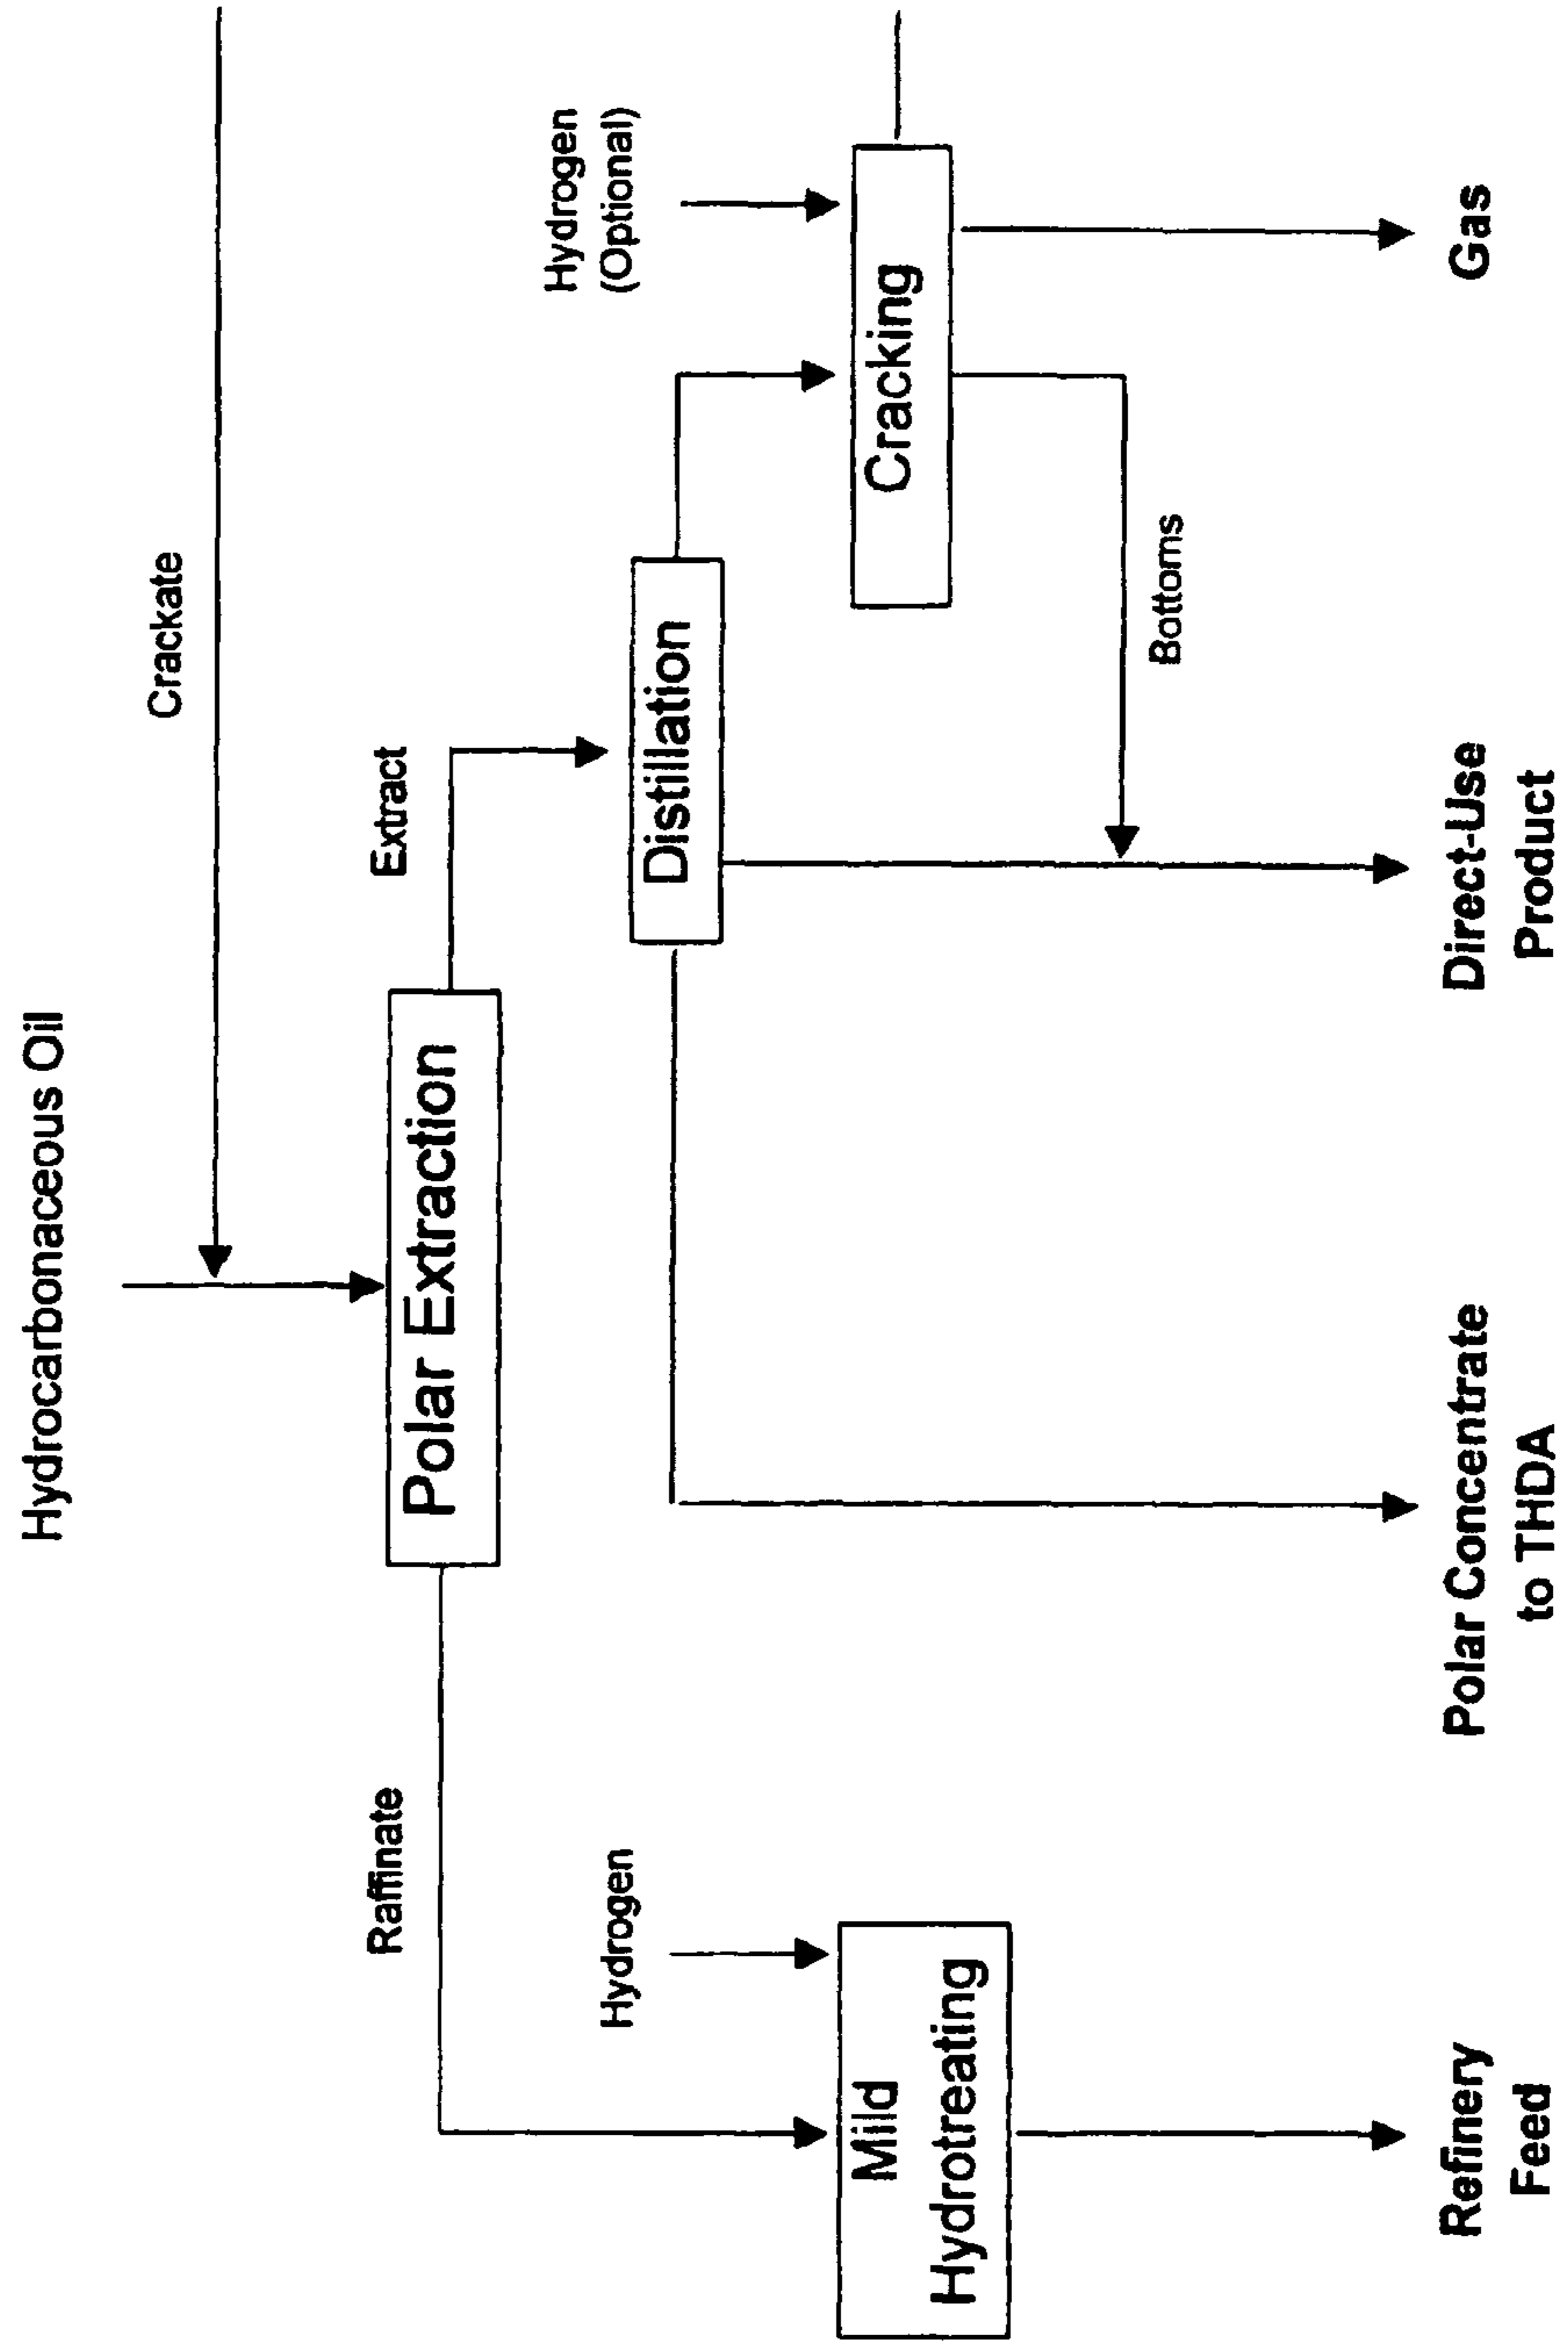 Hydrocarbonaceous Oil
Crackate
Raffinate
Extract
Polar Extraction
Hydrogen
Hydrogen
(Optional)
Distillation
Mild
Hydrotreating
Cracking
Bottoms
Refinery
Feed
Polar Concentrate
to THDA
Direct-Use
Product
Gas